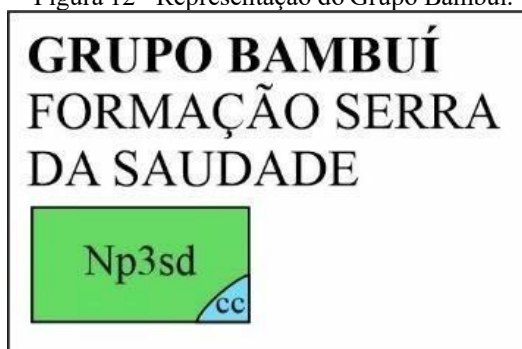 Figura 12 - Representação do Grupo Bambuí.
GRUPO BAMBUÍ
FORMAÇÃO SERRA
DA SAUDADE
Np3sd
cc